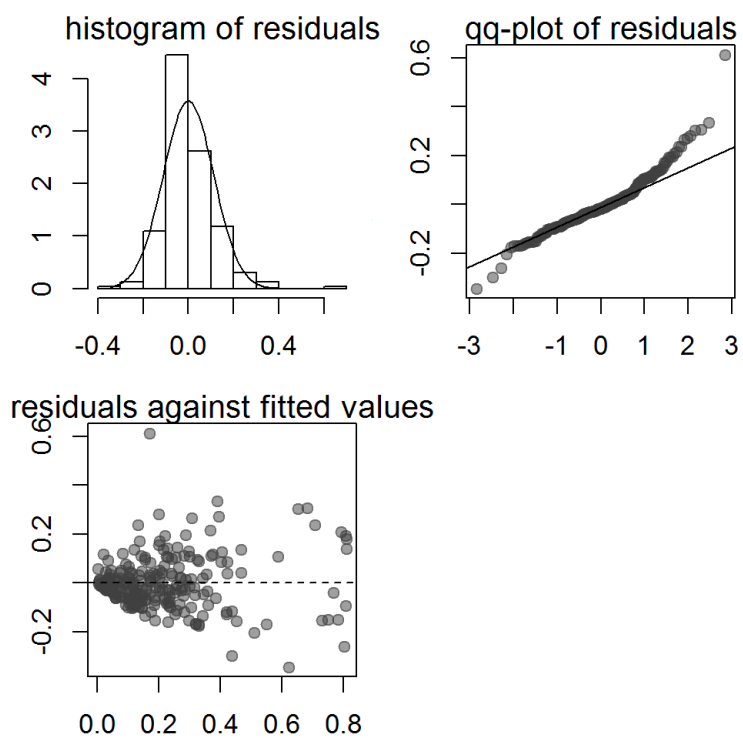 histogram of residuals
4
3
2
1
0
-0.4 0.0 0.4
qq-plot of residuals
0.6
0.2
-0.2
-3 -2 -1 0 1 2 3
residuals against fitted values
0.6
0.2
-0.2
0.0 0.2 0.4 0.6 0.8